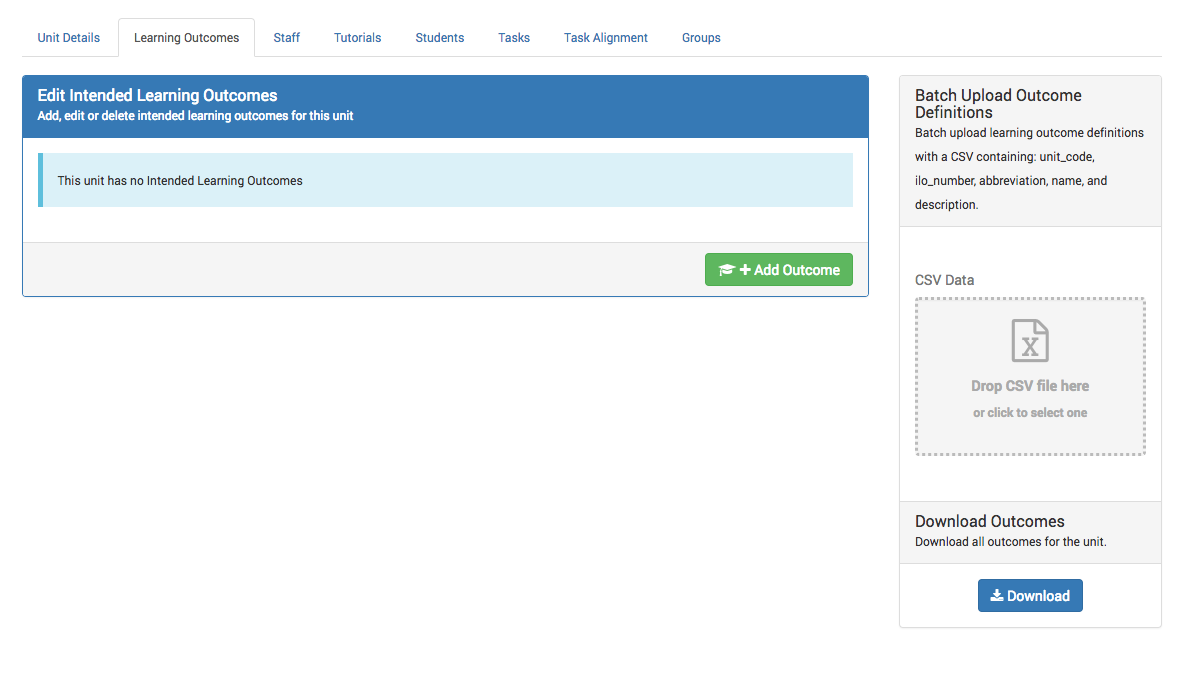 Unit Details Learning Outcomes Staff Tutorials Students Tasks Task Alignment Groups
Edit Intended Learning Outcomes
Add, edit or delete intended learning outcomes for this unit
This unit has no Intended Learning Outcomes
Add Outcome
Batch Upload Outcome
Definitions
Batch upload learning outcome definitions
with a CSV containing: unit_code,
ilo_number, abbreviation, name, and
description.
CSV Data
X
Drop CSV file here
or click to select one
Download Outcomes
Download all outcomes for the unit.
Download